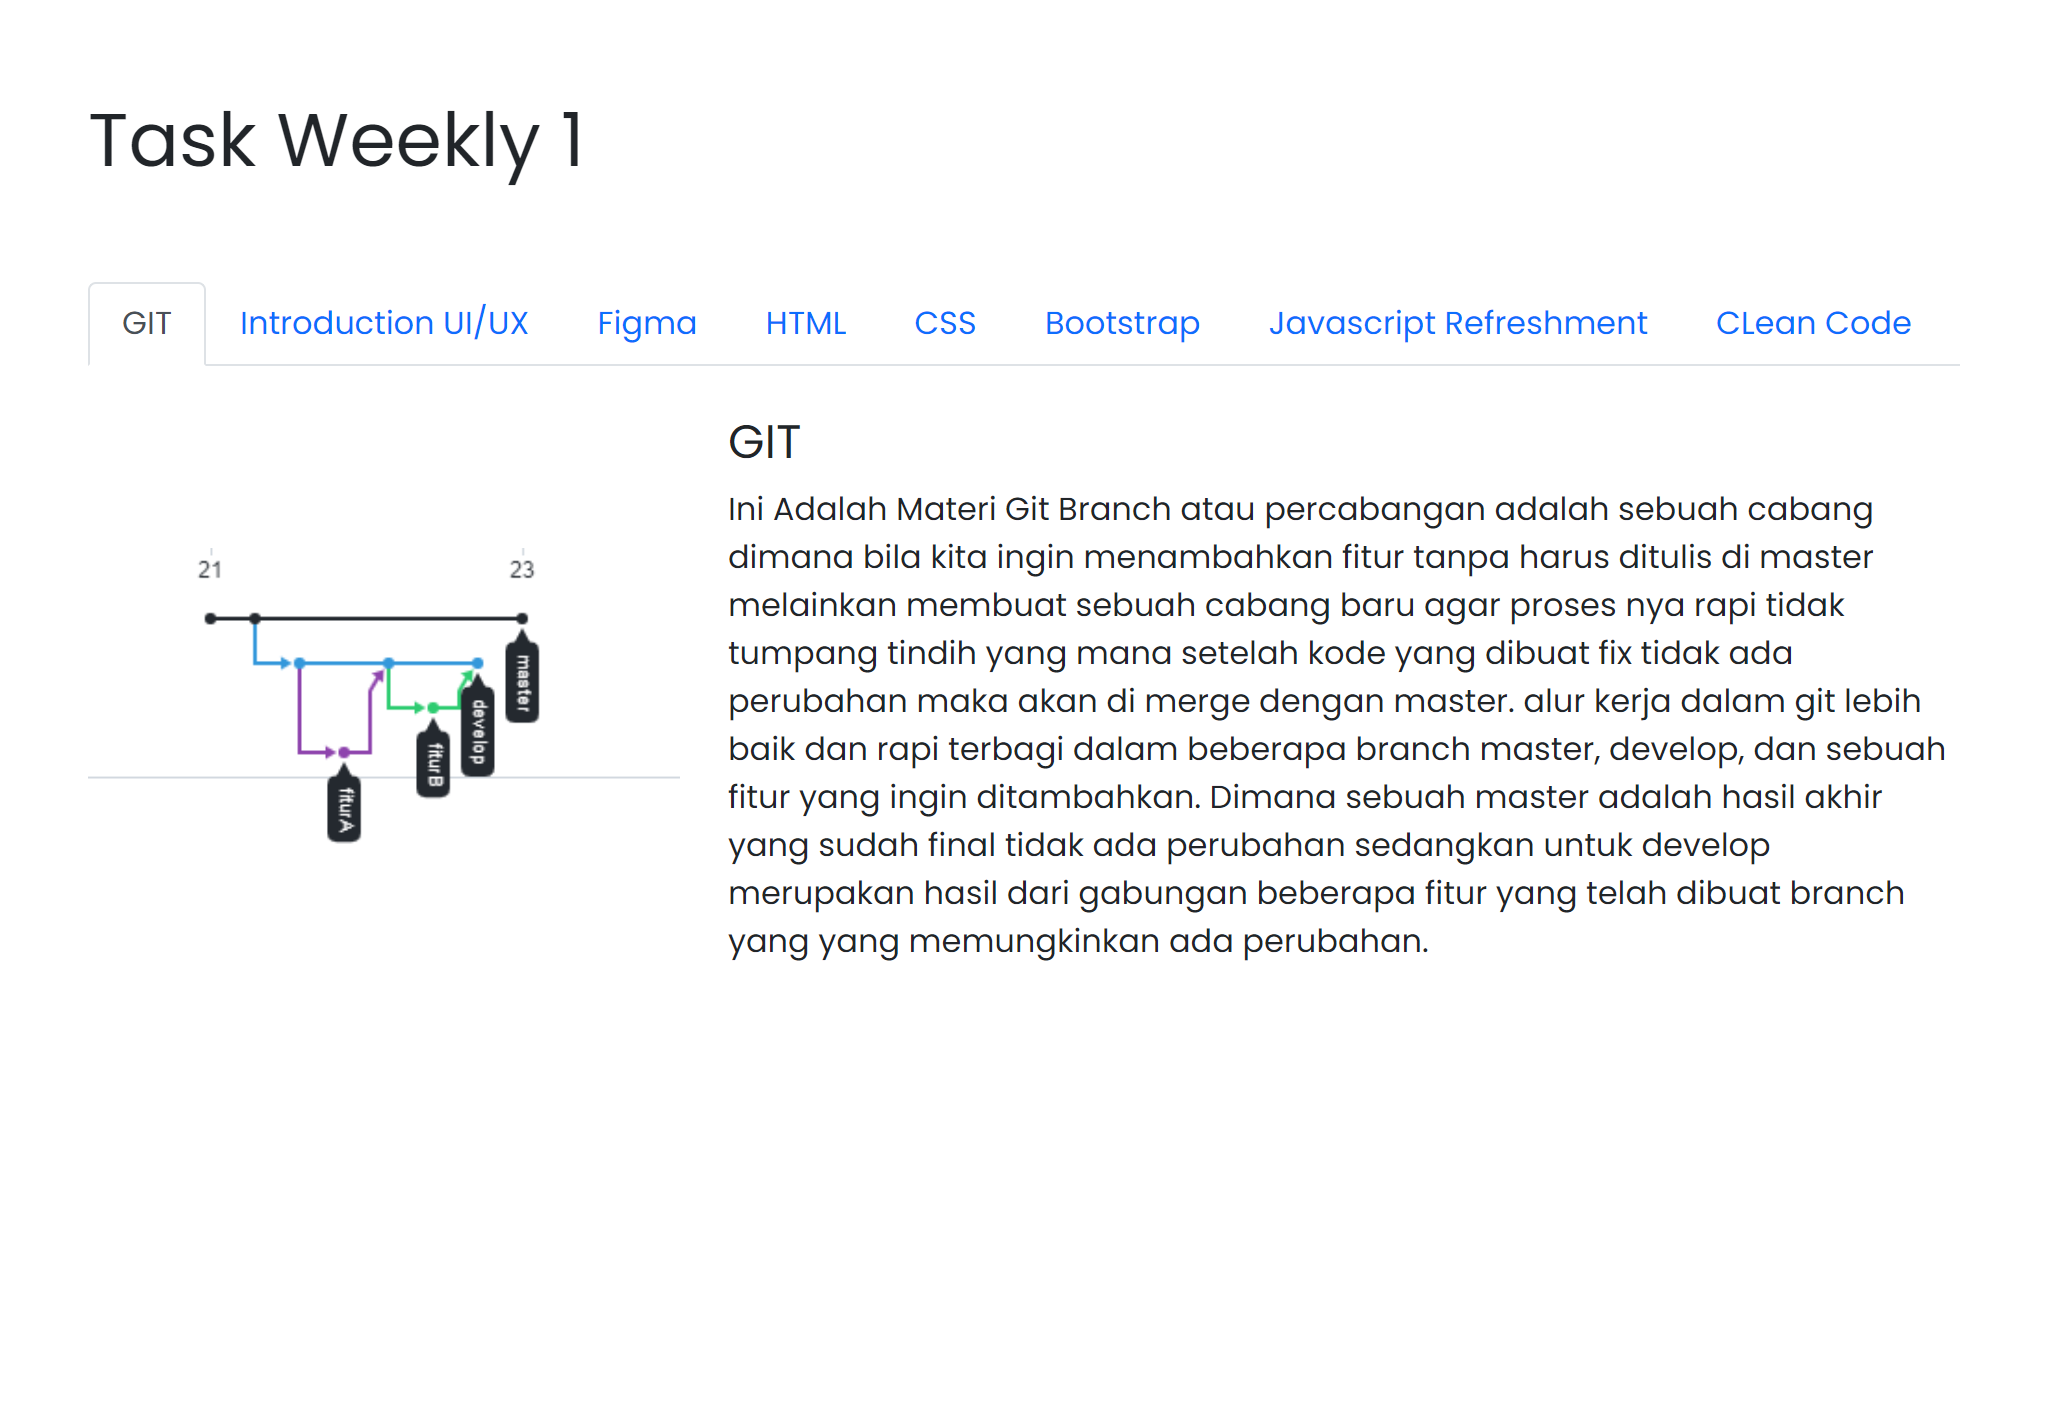 Task Weekly 1
GIT
Introduction UI/UX
Figma
HTML
CSS
Bootstrap
Javascript Refreshment
CLean Code
21
23
master
develop
fiturB
fiturA
GIT
Ini Adalah Materi Git Branch atau percabangan adalah sebuah cabang
dimana bila kita ingin menambahkan fitur tanpa harus ditulis di master
melainkan membuat sebuah cabang baru agar proses nya rapi tidak
tumpang tindih yang mana setelah kode yang dibuat fix tidak ada
perubahan maka akan di merge dengan master. alur kerja dalam git lebih
baik dan rapi terbagi dalam beberapa branch master, develop, dan sebuah
fitur yang ingin ditambahkan. Dimana sebuah master adalah hasil akhir
yang sudah final tidak ada perubahan sedangkan untuk develop
merupakan hasil dari gabungan beberapa fitur yang telah dibuat branch
yang yang memungkinkan ada perubahan.